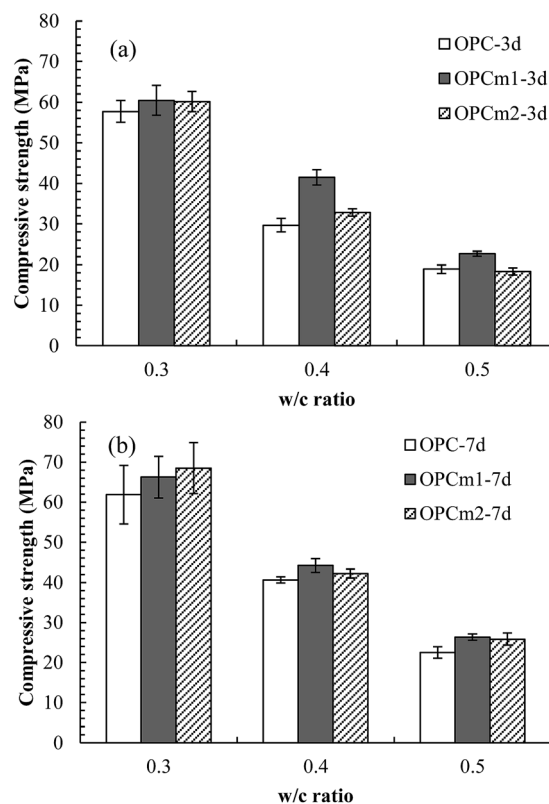 80
(a)
OPC-3d
70
OPCm1-3d
60
OPCm2-3d
50
40
30
20
10
0
Compressive strength (MPa)
0.3 0.4 0.5
w/c ratio
80
(b)
OPC-7d
70
OPCm1-7d
60
OPCm2-7d
50
40
30
20
10
0
Compressive strength (MPa)
0.3 0.4 0.5
w/c ratio